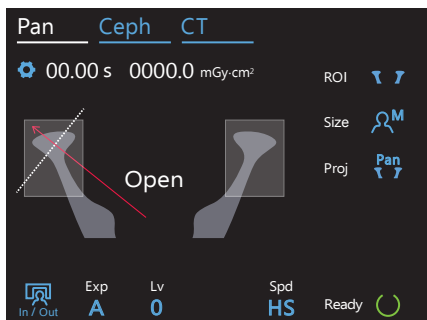 Pan Ceph CT
00.00 s 0000.0 mGy·cm²
ROI
Size M
Proj Pan
Open
In / Out
Exp A
Lv 0
Spd HS
Ready